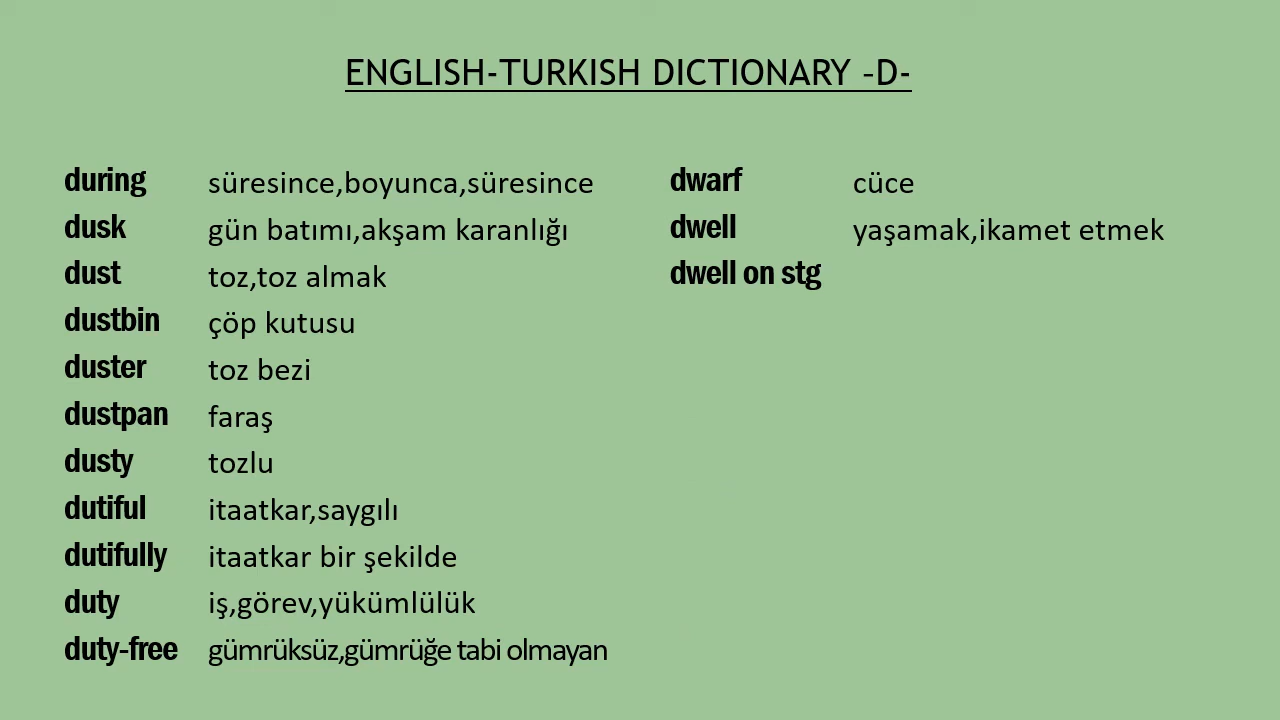 ENGLISH-TURKISH DICTIONARY –D-
during süresince,boyunca,süresince
dusk gün batımı,akşam karanlığı
dust toz,toz almak
dustbin çöp kutusu
duster toz bezi
dustpan faraş
dusty tozlu
dutiful itaatkar,saygılı
dutifully itaatkar bir şekilde
duty iş,görev,yükümlülük
duty-free gümrüksüz,gümrüğe tabi olmayan
dwarf cüce
dwell yaşamak,ikamet etmek
dwell on stg